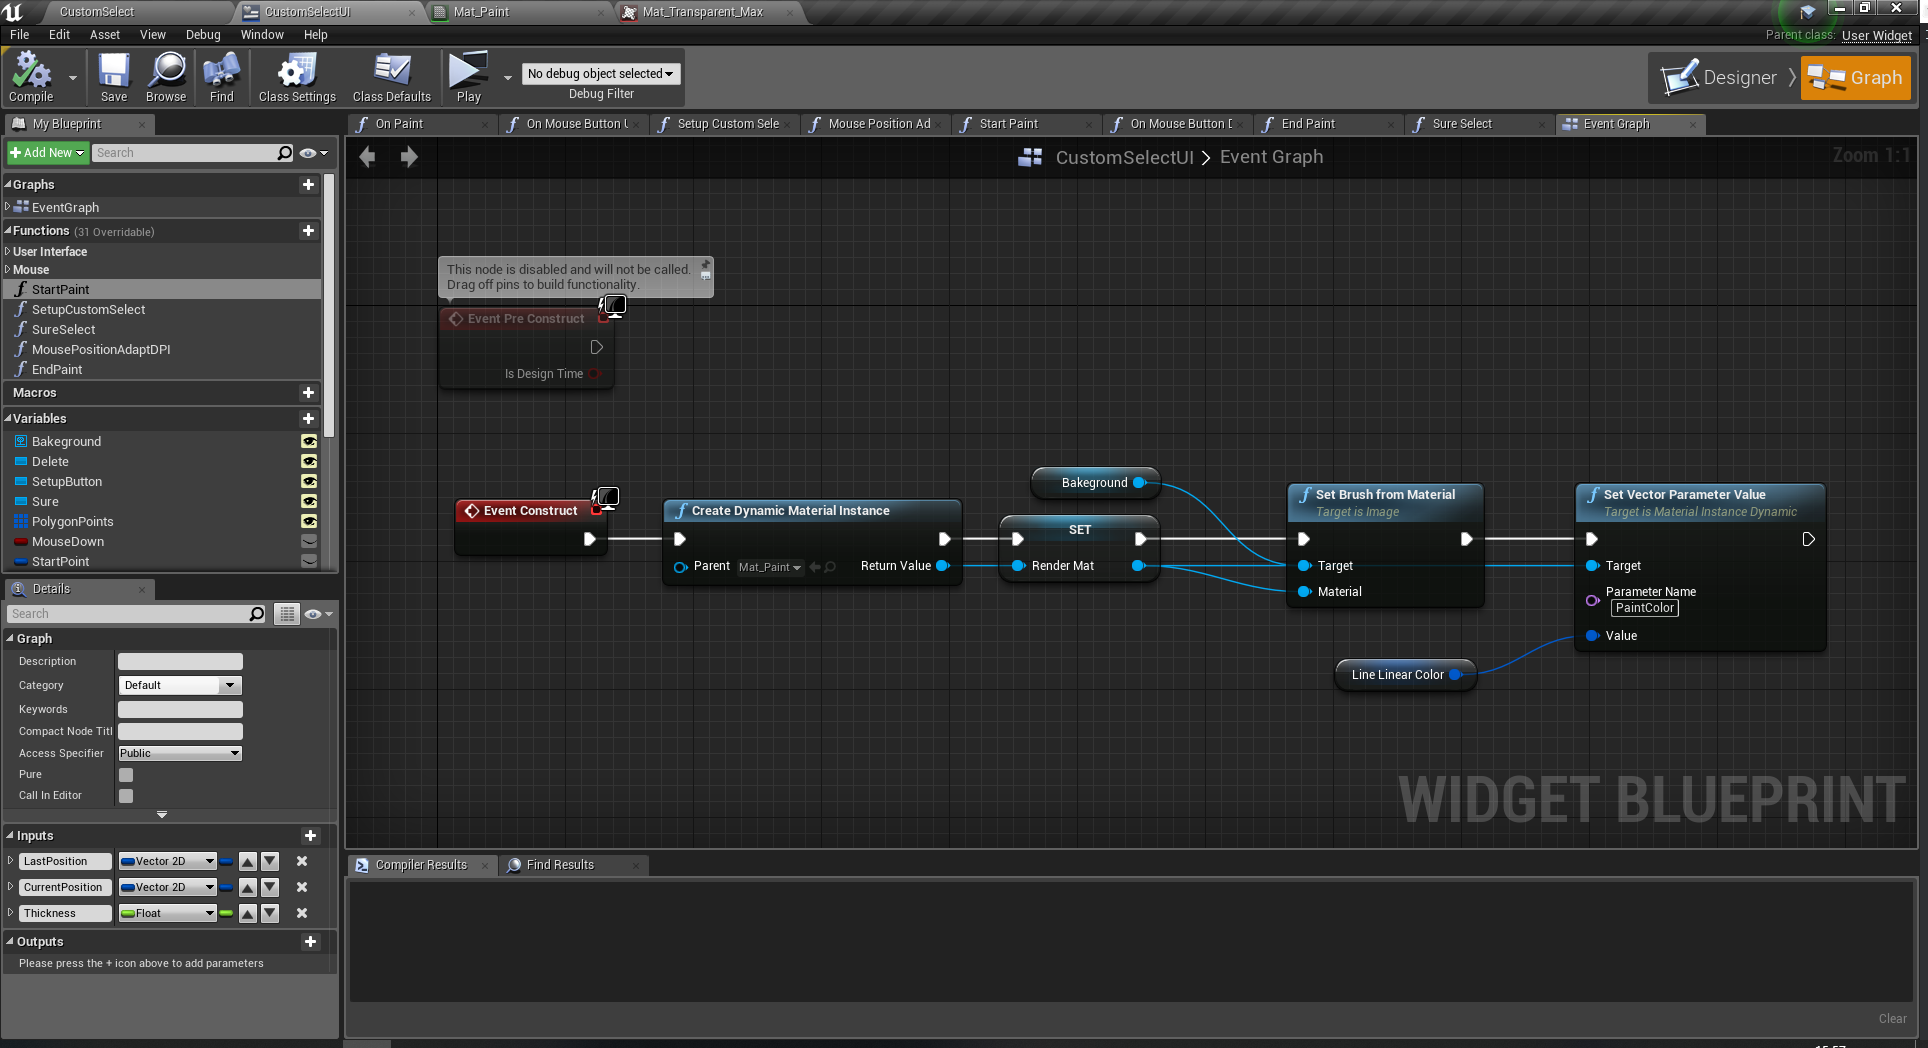 CustomSelect
CustomSelectUI
Mat_Paint
Mat_Transparent_Max
File
Edit
Asset
View
Debug
Window
Help
Parent class: User Widget
Compile
Save
Browse
Find
Class Settings
Class Defaults
Play
No debug object selected
Debug Filter
Designer
Graph
My Blueprint
On Paint
On Mouse Button U
Setup Custom Sele
Mouse Position Ad
Start Paint
On Mouse Button D
End Paint
Sure Select
Event Graph
Add New
Search
CustomSelectUI > Event Graph
Zoom 1:1
Graphs
EventGraph
Functions (31 Overridable)
User Interface
Mouse
StartPaint
SetupCustomSelect
SureSelect
MousePositionAdaptDPI
EndPaint
Macros
Variables
Bakeground
Delete
SetupButton
Sure
PolygonPoints
MouseDown
StartPoint
This node is disabled and will not be called.
Drag off pins to build functionality.
Event Pre Construct
Is Design Time
Event Construct
Create Dynamic Material Instance
Parent
Mat_Paint
Return Value
Bakeground
SET
Render Mat
Set Brush from Material
Target is Image
Target
Material
Set Vector Parameter Value
Target is Material Instance Dynamic
Target
Parameter Name
PaintColor
Value
Line Linear Color
WIDGET BLUEPRINT
Details
Search
Graph
Description
Category
Default
Keywords
Compact Node Titl
Access Specifier
Public
Pure
Call In Editor
Inputs
LastPosition
Vector 2D
CurrentPosition
Vector 2D
Thickness
Float
Outputs
Please press the + icon above to add parameters
Compiler Results
Find Results
Clear